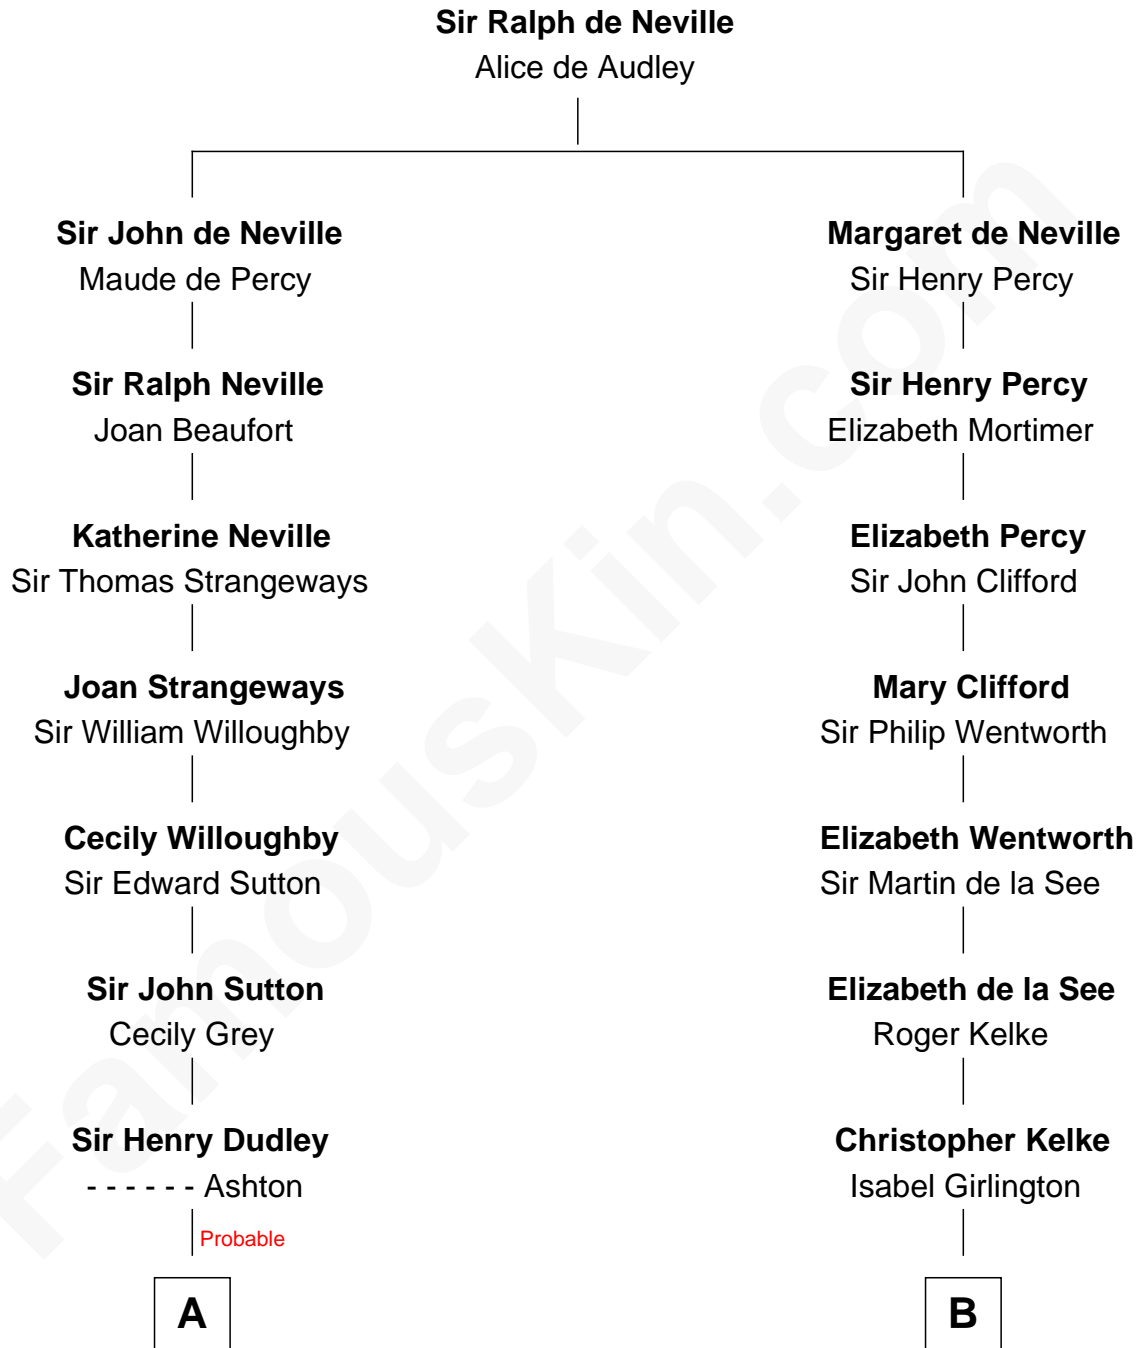 Sir Ralph de Neville
Alice de Audley
Sir John de Neville
Maude de Percy
Margaret de Neville
Sir Henry Percy
Sir Ralph Neville
Joan Beaufort
Sir Henry Percy
Elizabeth Mortimer
Katherine Neville
Sir Thomas Strangeways
Elizabeth Percy
Sir John Clifford
Joan Strangeways
Sir William Willoughby
Mary Clifford
Sir Philip Wentworth
Cecily Willoughby
Sir Edward Sutton
Elizabeth Wentworth
Sir Martin de la See
Sir John Sutton
Cecily Grey
Elizabeth de la See
Roger Kelke
Sir Henry Dudley
- - - - - - Ashton
Christopher Kelke
Isabel Girlington
Probable
A
B
FamousKin.com